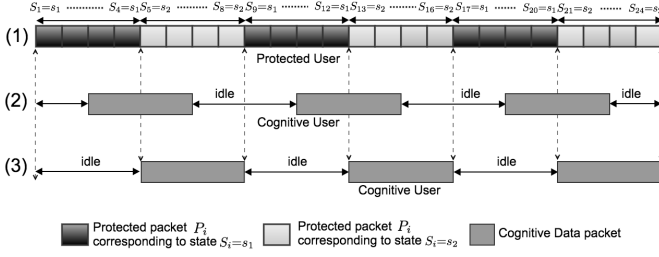 S₁=s₁ ········ S₄=s₁ S₅=s₂ ········ S₈=s₂ S₉=s₁ ········ S₁₂=s₁ S₁₃=s₂ ····· S₁₆=s₂ S₁₇=s₁ ····· S₂₀=s₁ S₂₁=s₂ ····· S₂₄=s
(1)
Protected User
(2) idle idle idle
Cognitive User
(3) idle idle idle
Cognitive User
Protected packet Pᵢ corresponding to state Sᵢ=s₁
Protected packet Pᵢ corresponding to state Sᵢ=s₂
Cognitive Data packet